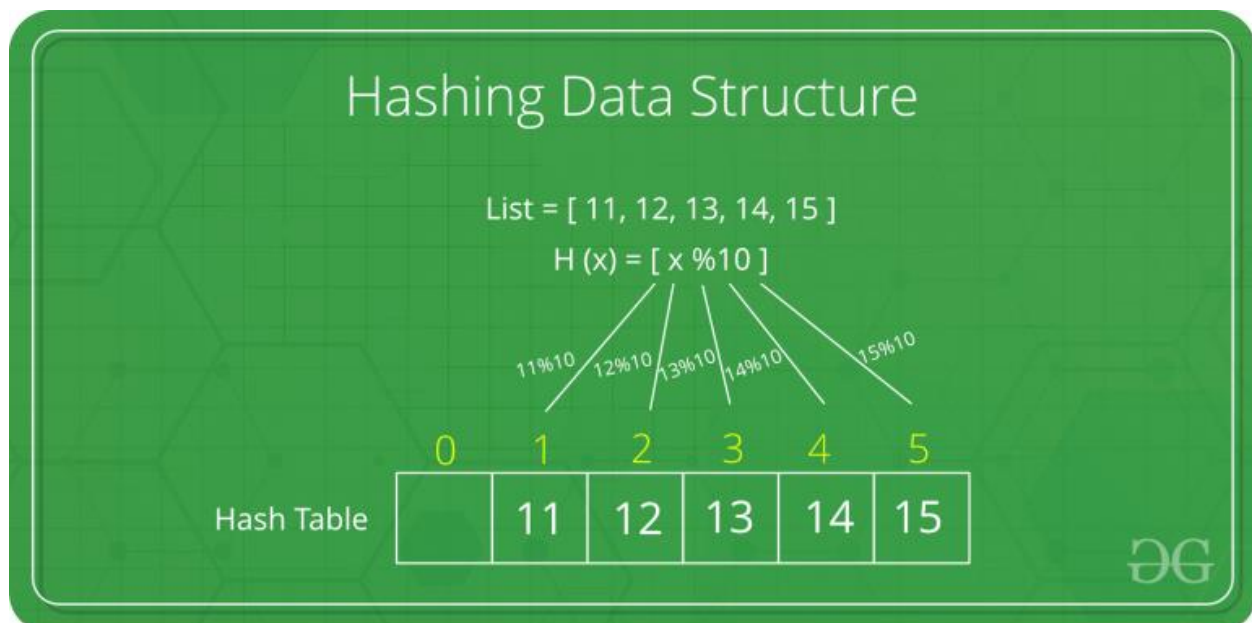 Hashing Data Structure
List = [ 11, 12, 13, 14, 15 ]
H (x) = [ x %10 ]
11%10 12%10 13%10 14%10 15%10
0 1 2 3 4 5
Hash Table 11 12 13 14 15